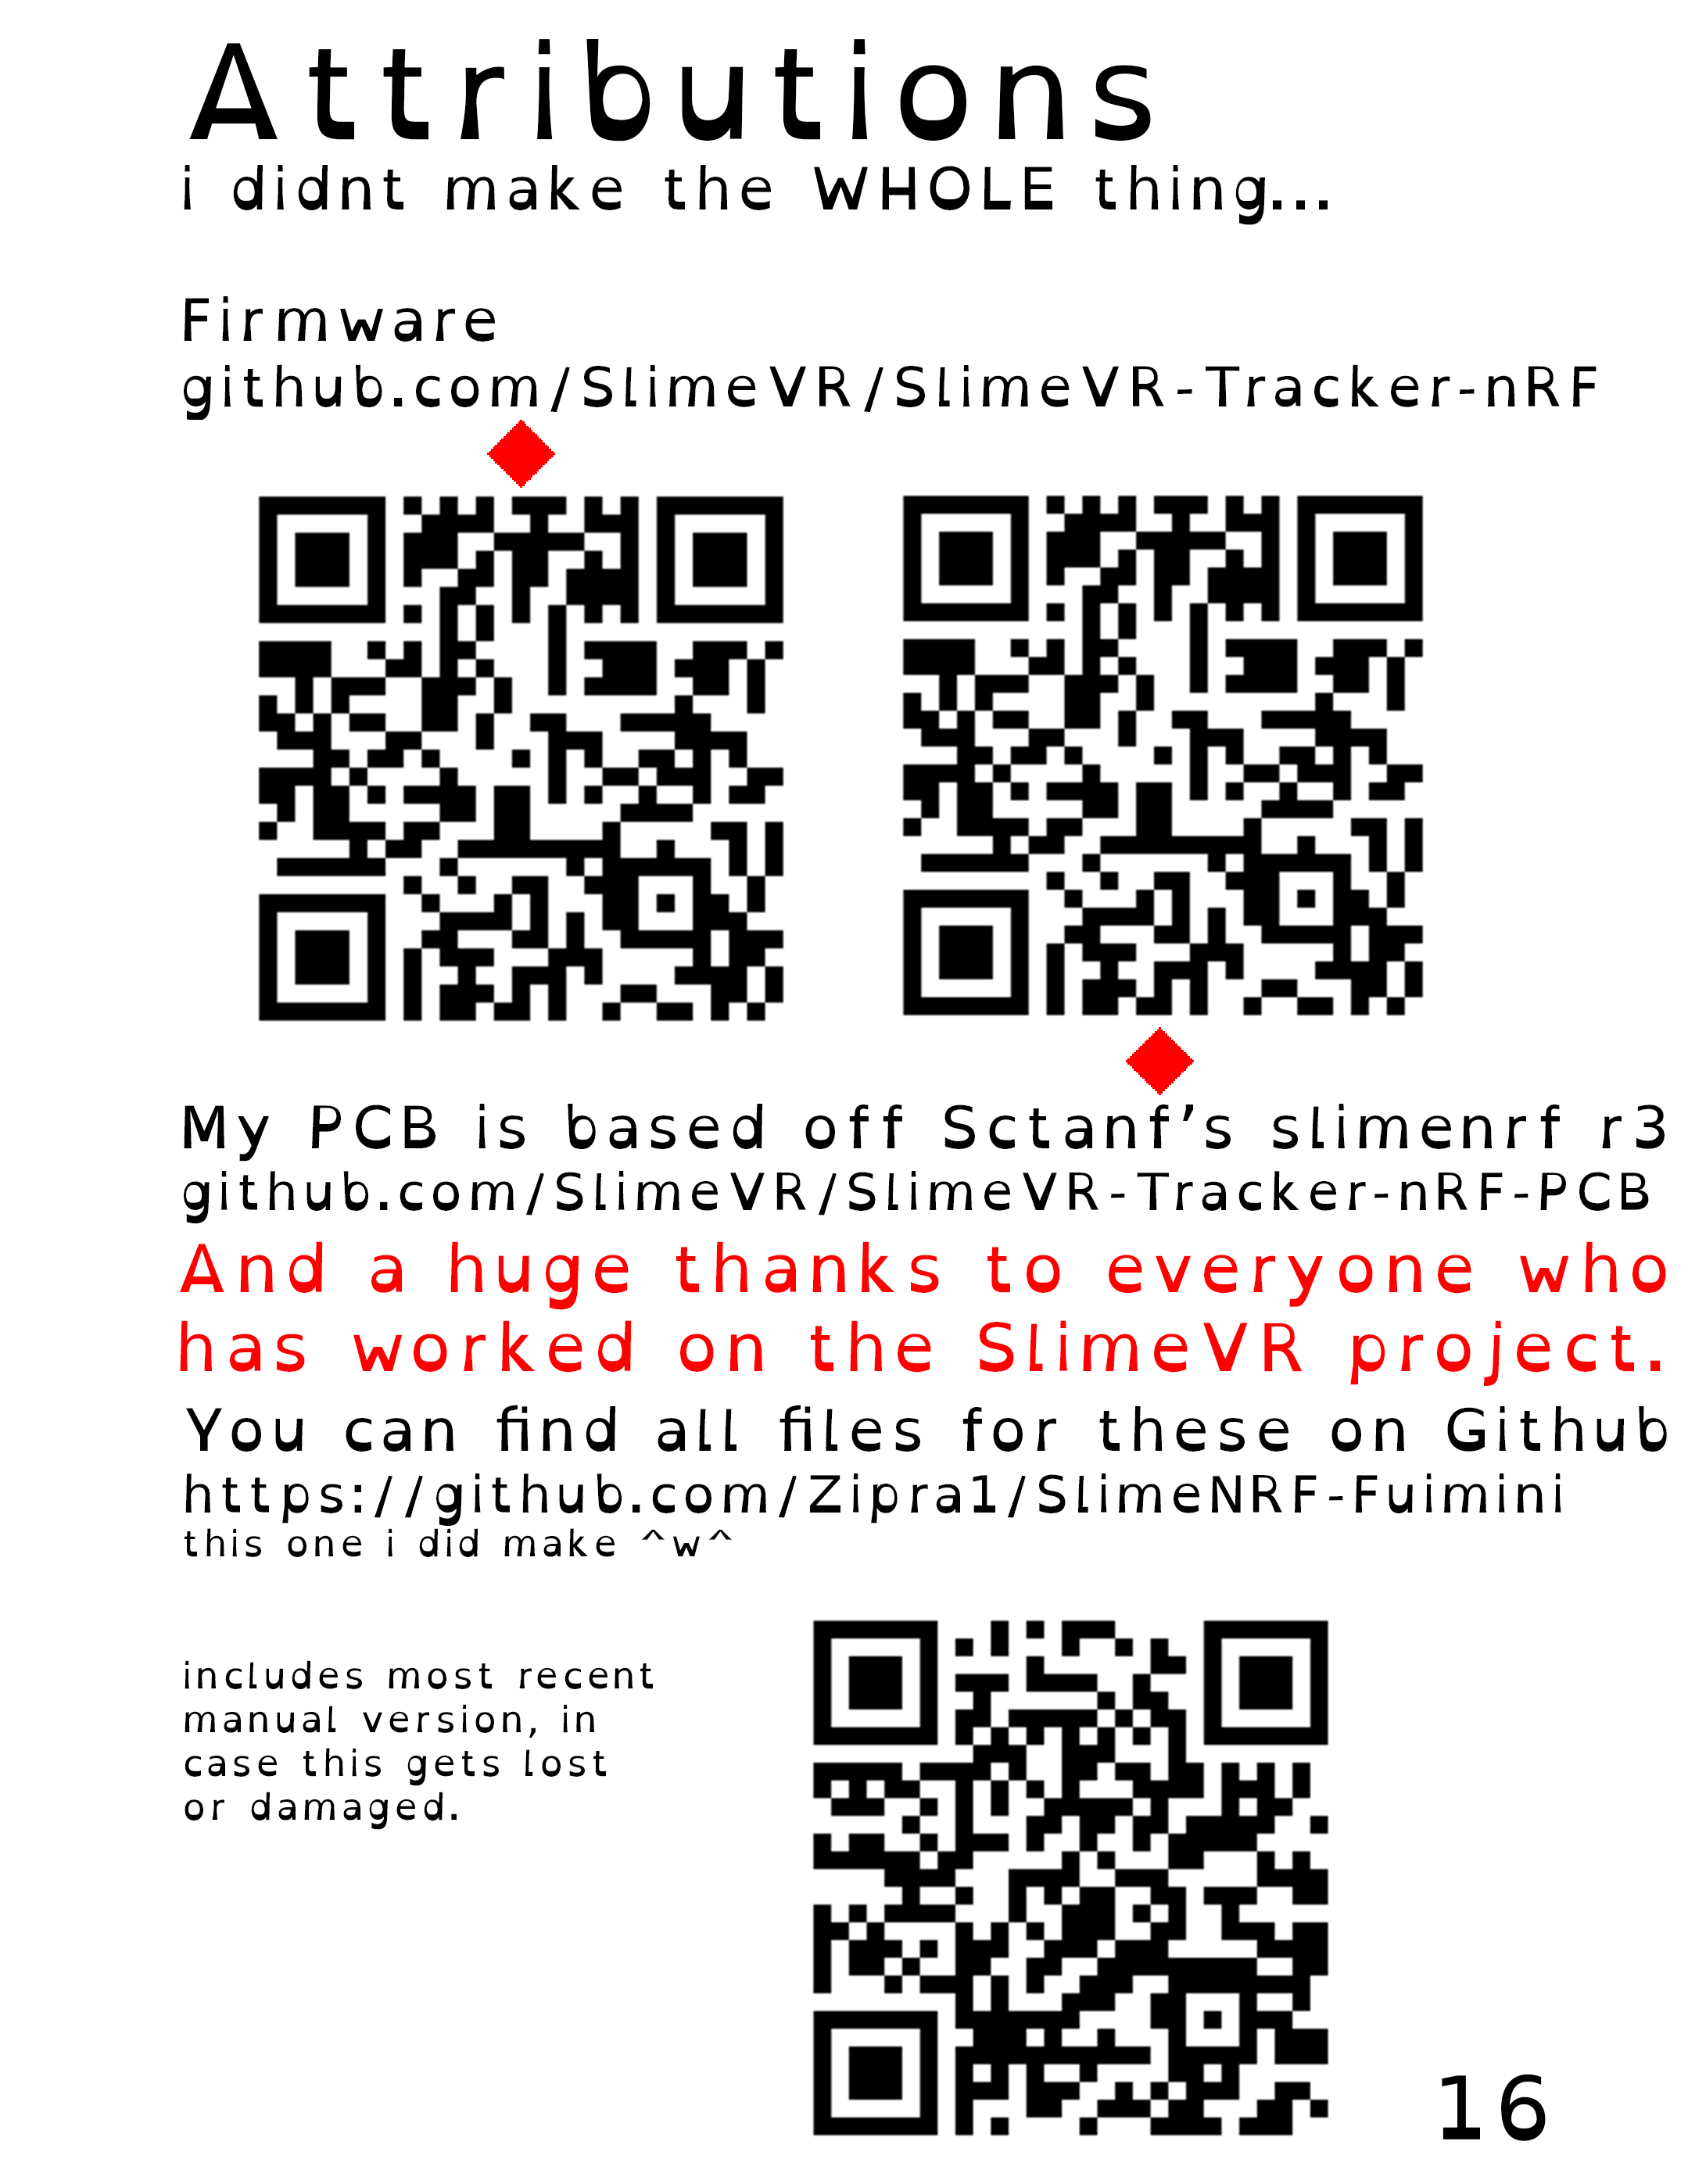 Attributions
i didnt make the WHOLE thing...
Firmware
github.com/SlimeVR/SlimeVR-Tracker-nRF
My PCB is based off Sctanf’s slimenrf r3
github.com/SlimeVR/SlimeVR-Tracker-nRF-PCB
And a huge thanks to everyone who
has worked on the SlimeVR project.
You can find all files for these on Github
https://github.com/Zipra1/SlimeNRF-Fuimini
this one i did make ^w^
includes most recent
manual version, in
case this gets lost
or damaged.
16